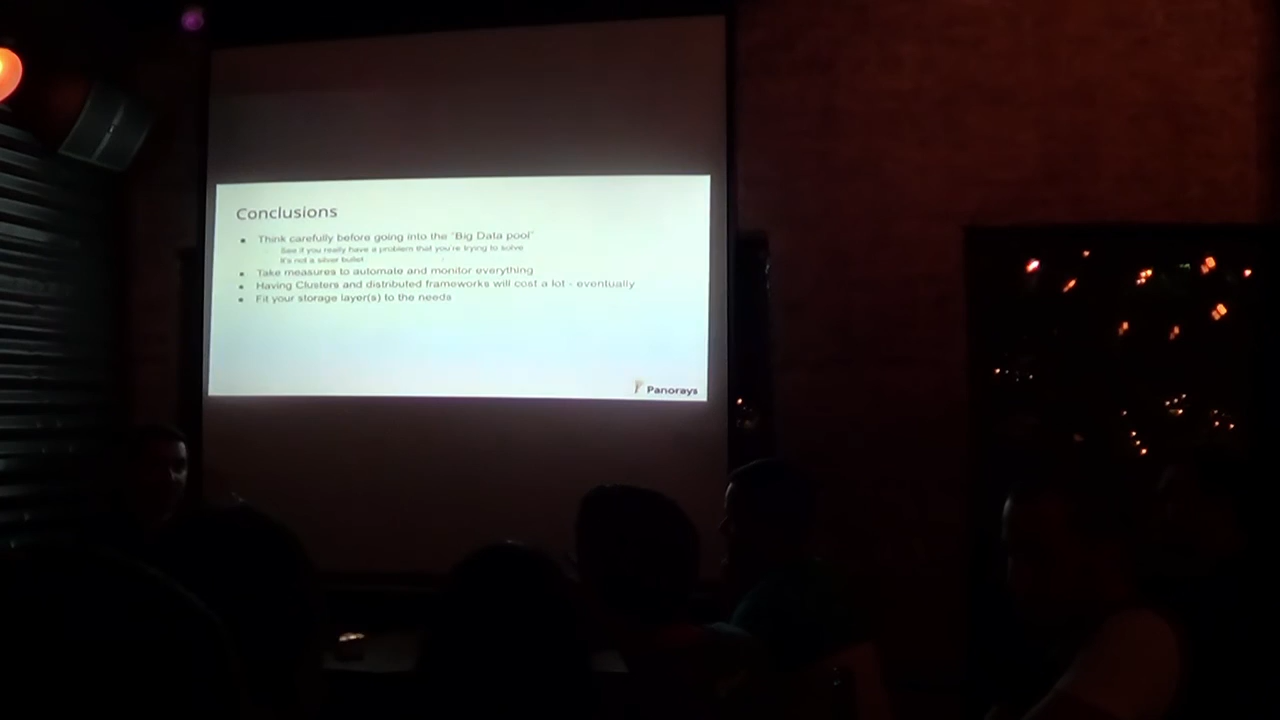 Conclusions
Think carefully before going into the "Big Data pool"
See if you really have a problem that you're trying to solve
It's not a silver bullet
Take measures to automate and monitor everything
Having Clusters and distributed frameworks will cost a lot - eventually
Fit your storage layer(s) to the needs
Panorays